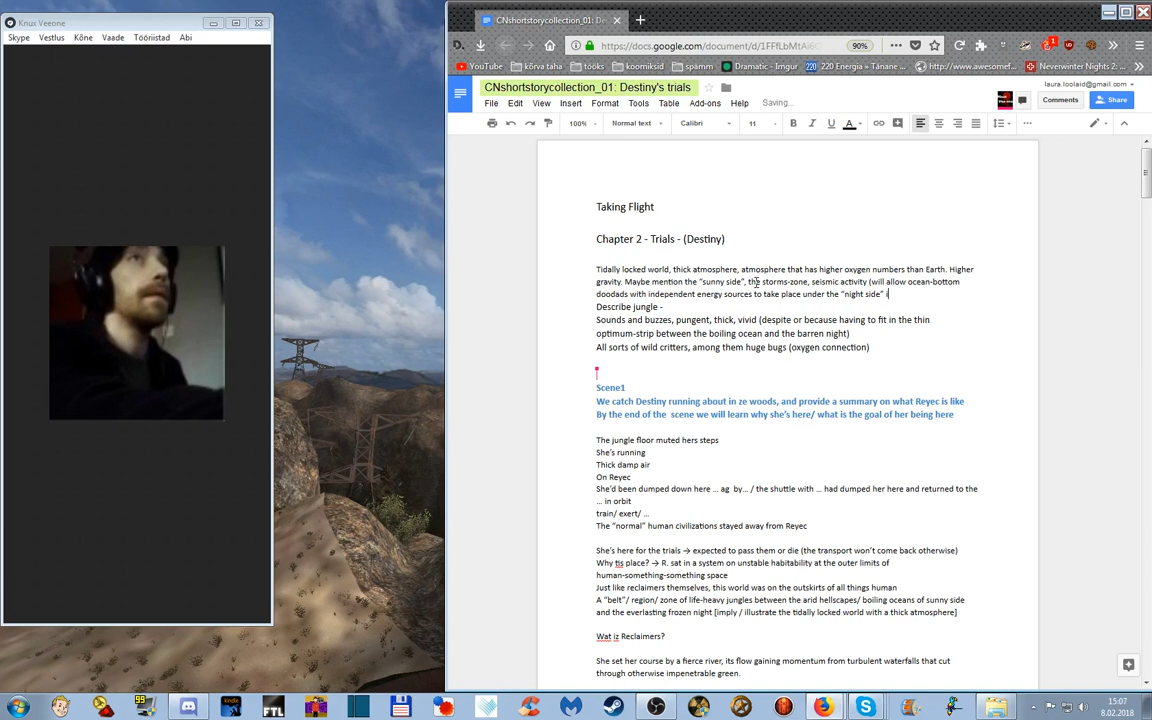 Knux Veeone
Skype Vestlus Kõne Vaade Tööriistad Abi
CNshortstorycollection_01: De
https://docs.google.com/document/d/1FFfLbMtAi6
90%
YouTube kõrva taha tööks koomiksid spämm Dramatic - Imgur 220 Energia » Tänane http://www.awesomef Neverwinter Nights 2:
CNshortstorycollection_01: Destiny's trials
laura.loolaid@gmail.com
File Edit View Insert Format Tools Table Add-ons Help Saving...
Comments Share
100% Normal text Calibri 11
Taking Flight
Chapter 2 - Trials - (Destiny)
Tidally locked world, thick atmosphere, atmosphere that has higher oxygen numbers than Earth. Higher
gravity. Maybe mention the “sunny side”, the storms-zone, seismic activity (will allow ocean-bottom
doodads with independent energy sources to take place under the “night side” i
Describe jungle -
Sounds and buzzes, pungent, thick, vivid (despite or because having to fit in the thin
optimum-strip between the boiling ocean and the barren night)
All sorts of wild critters, among them huge bugs (oxygen connection)
Scene1
We catch Destiny running about in ze woods, and provide a summary on what Reyec is like
By the end of the scene we will learn why she’s here/ what is the goal of her being here
The jungle floor muted hers steps
She’s running
Thick damp air
On Reyec
She’d been dumped down here ... ag by... / the shuttle with ... had dumped her here and returned to the
... in orbit
train/ exert/ ...
The “normal” human civilizations stayed away from Reyec
She’s here for the trials → expected to pass them or die (the transport won’t come back otherwise)
Why tis place? → R. sat in a system on unstable habitability at the outer limits of
human-something-something space
Just like reclaimers themselves, this world was on the outskirts of all things human
A “belt”/ region/ zone of life-heavy jungles between the arid hellscapes/ boiling oceans of sunny side
and the everlasting frozen night [imply / illustrate the tidally locked world with a thick atmosphere]
Wat iz Reclaimers?
She set her course by a fierce river, its flow gaining momentum from turbulent waterfalls that cut
through otherwise impenetrable green.
99
kindle
FTL
15:07
8.02.2018